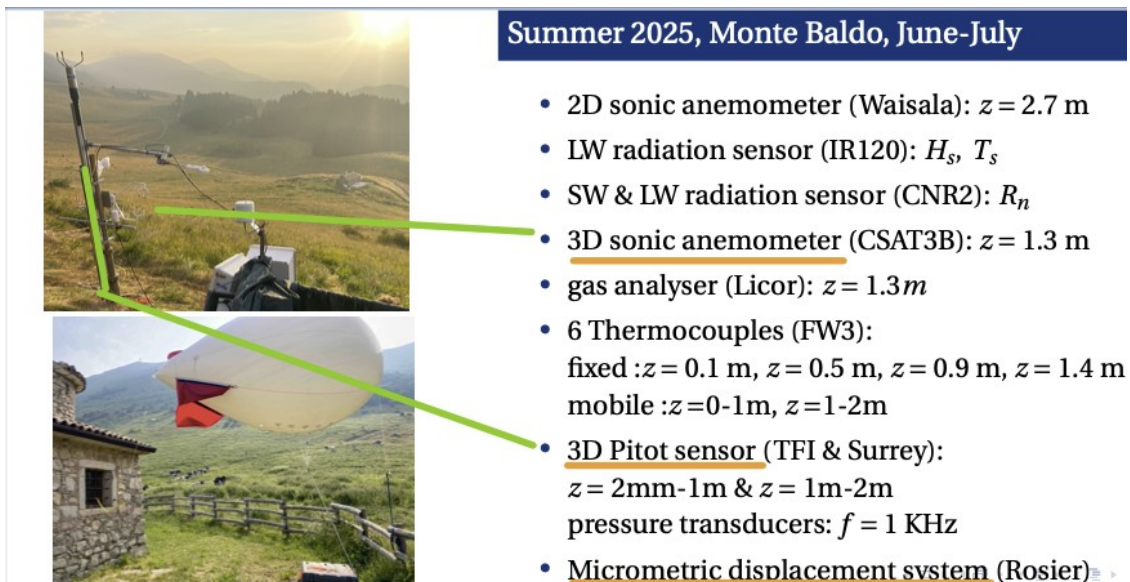 Summer 2025, Monte Baldo, June-July
• 2D sonic anemometer (Waisala): z = 2.7 m
• LW radiation sensor (IR120): Hₛ, Tₛ
• SW & LW radiation sensor (CNR2): Rₙ
• 3D sonic anemometer (CSAT3B): z = 1.3 m
• gas analyser (Licor): z = 1.3m
• 6 Thermocouples (FW3):
fixed :z = 0.1 m, z = 0.5 m, z = 0.9 m, z = 1.4 m
mobile :z=0-1m, z=1-2m
• 3D Pitot sensor (TFI & Surrey):
z = 2mm-1m & z = 1m-2m
pressure transducers: f = 1 KHz
• Micrometric displacement system (Rosier)